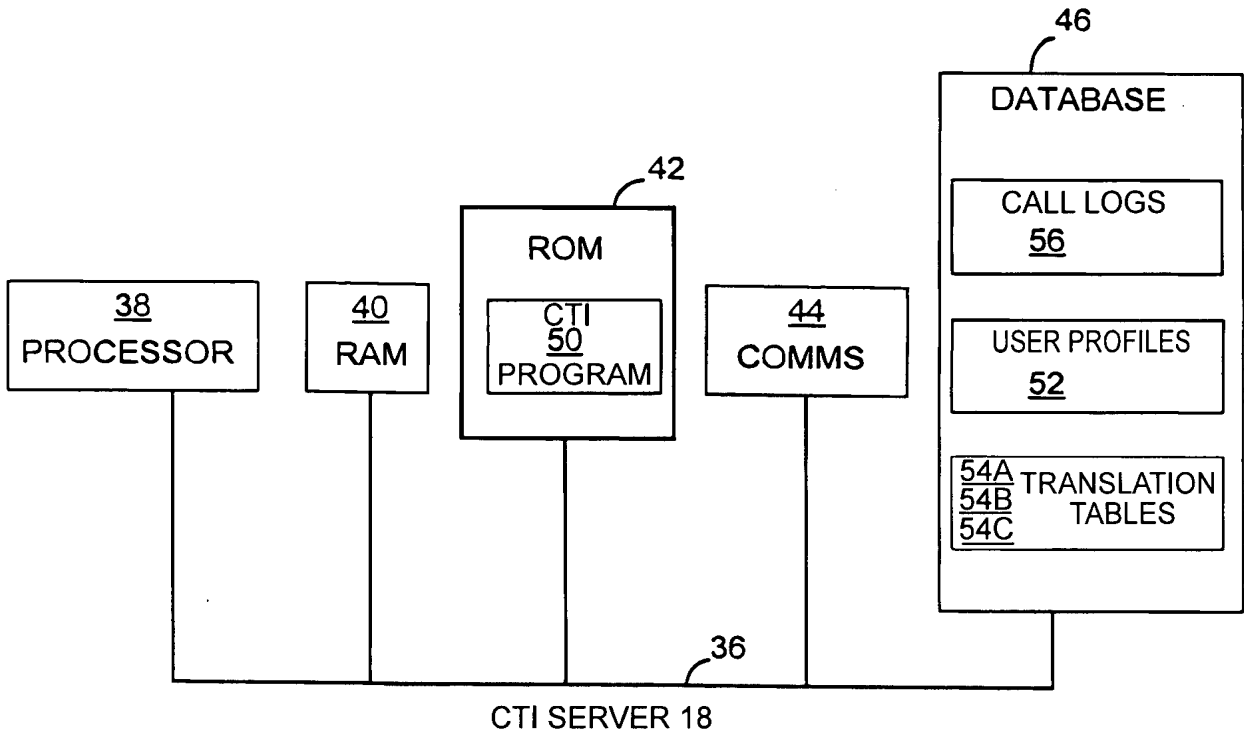 46
DATABASE
CALL LOGS
56
USER PROFILES
52
54A
54B
54C
TRANSLATION
TABLES
42
ROM
CTI
50
PROGRAM
38
PROCESSOR
40
RAM
44
COMMS
36
CTI SERVER 18